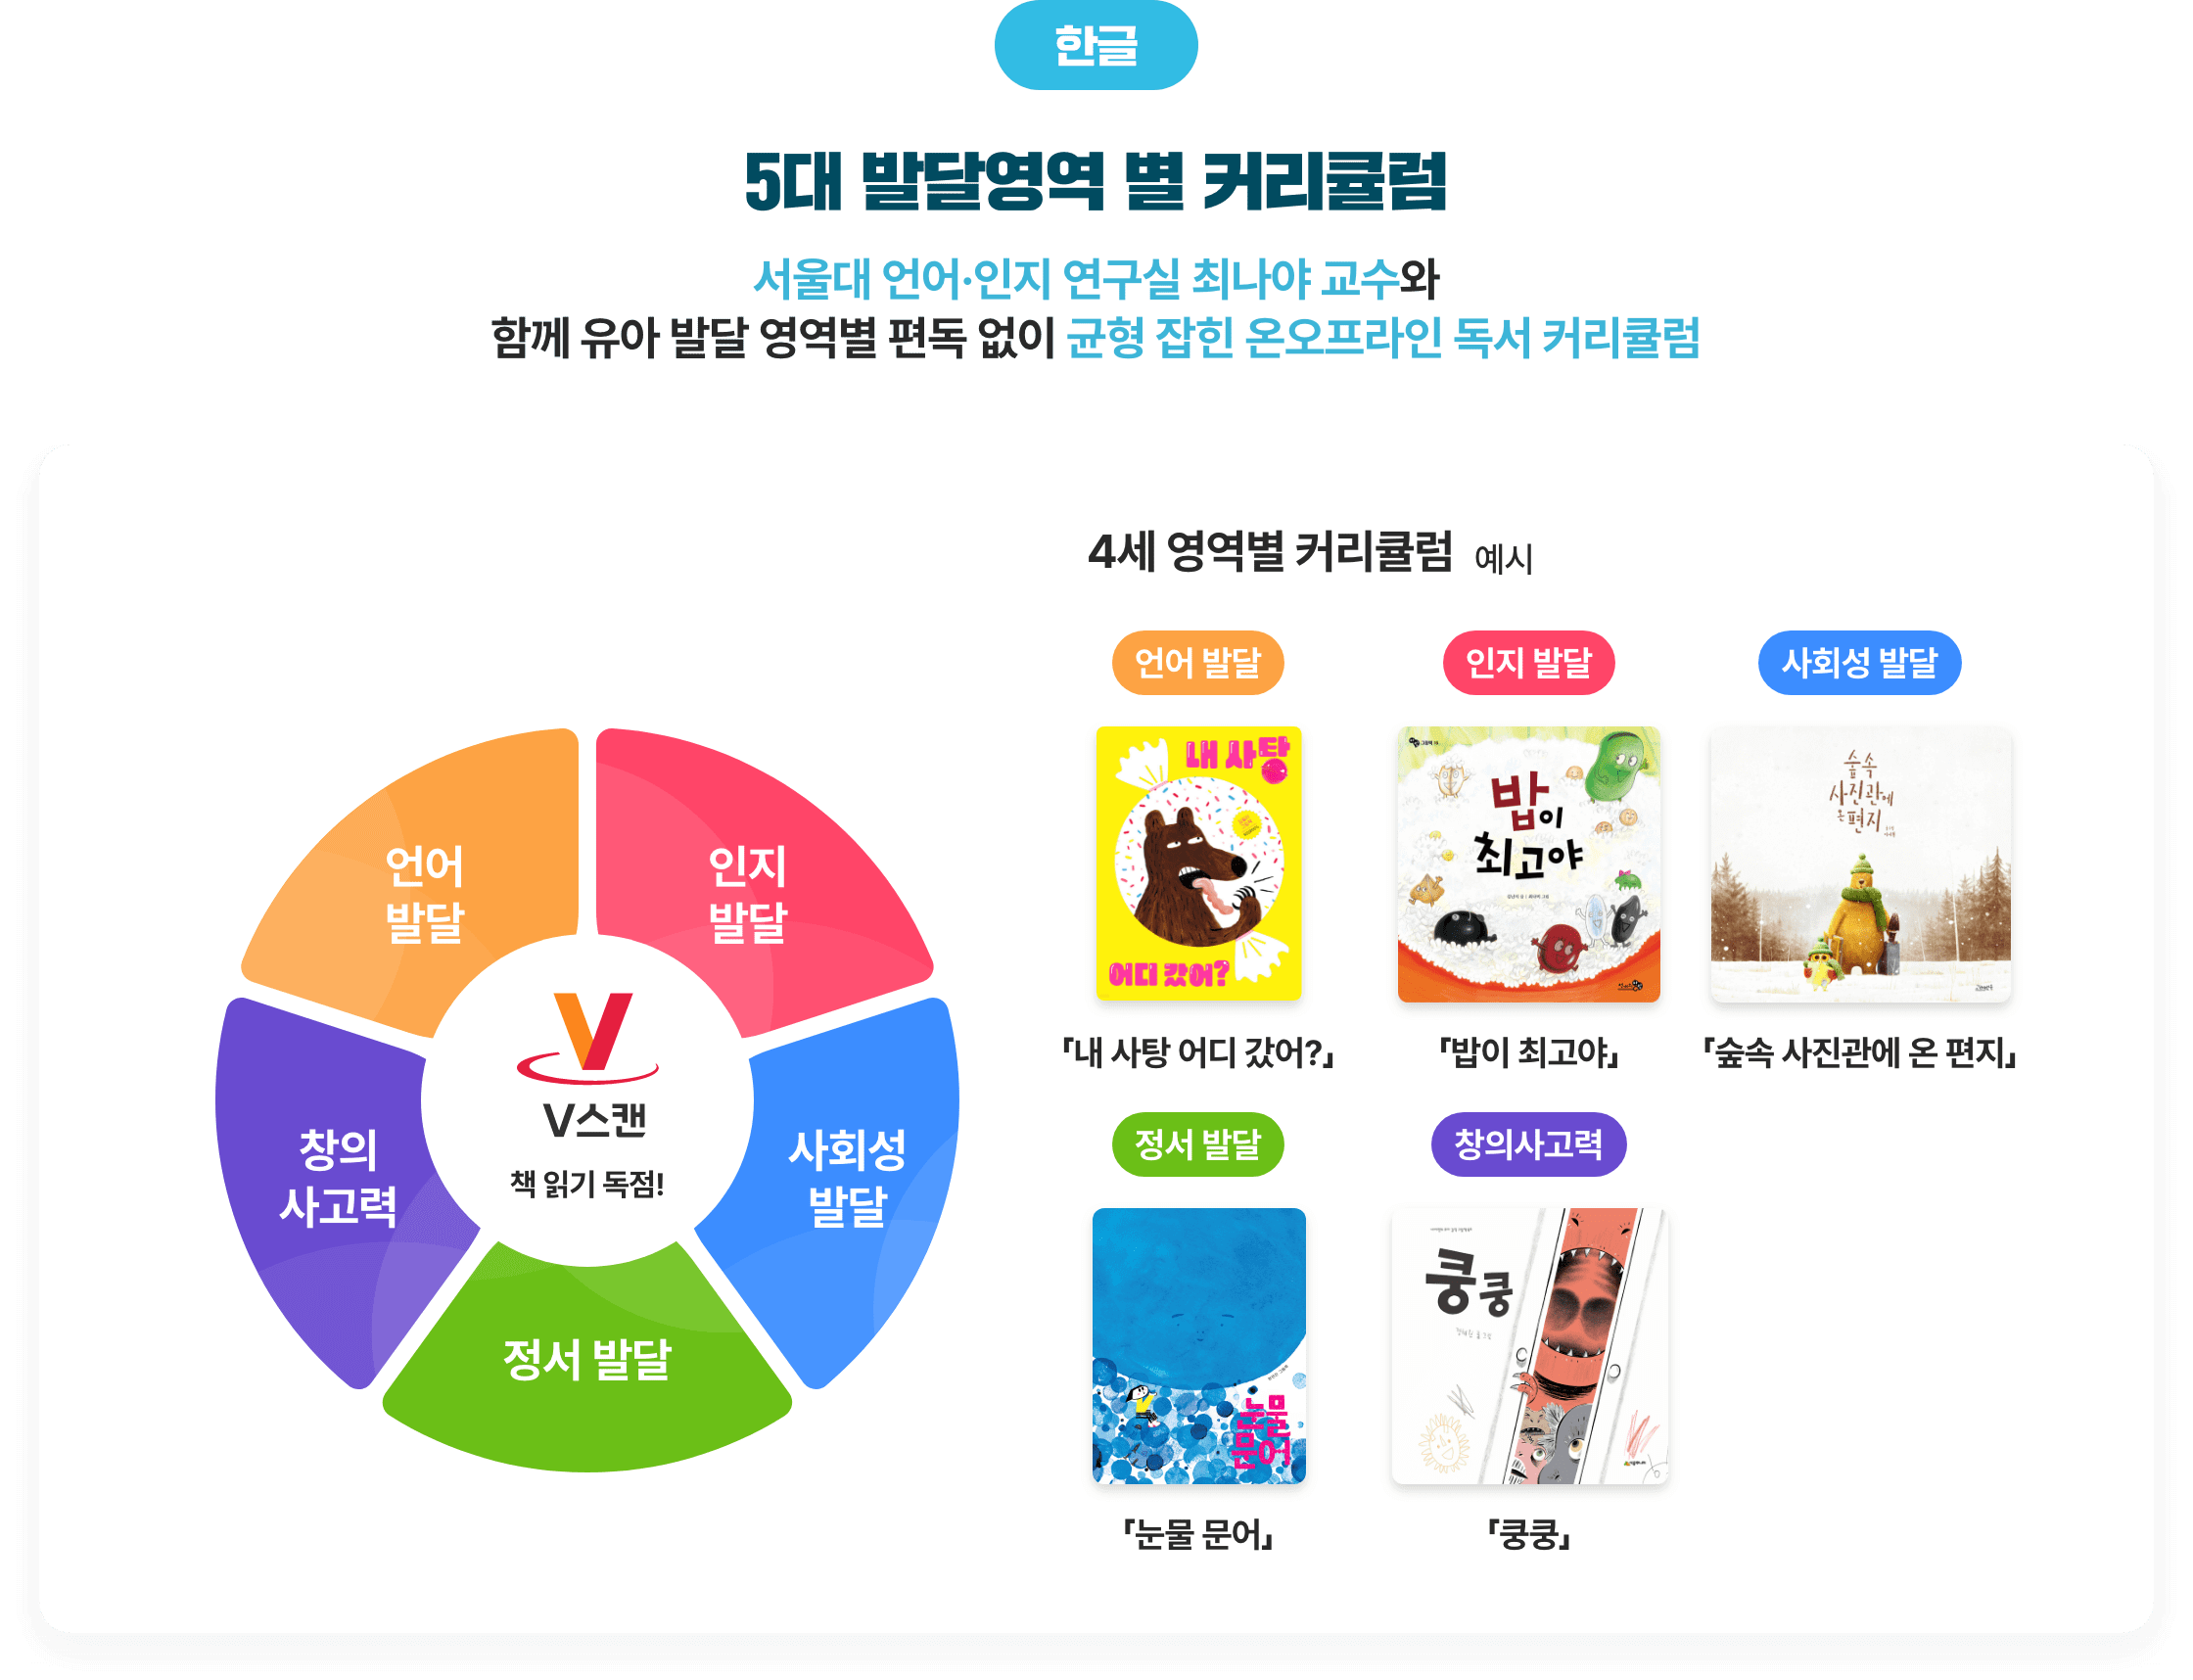 한글
5대 발달영역 별 커리큘럼
서울대 언어·인지 연구실 최나야 교수와
함께 유아 발달 영역별 편독 없이 균형 잡힌 온오프라인 독서 커리큘럼
언어
발달
인지
발달
사회성
발달
정서 발달
창의
사고력
V
V스캔
책 읽기 독점!
4세 영역별 커리큘럼 예시
언어 발달
내 사탕
어디 갔어?
「내 사탕 어디 갔어?」
인지 발달
밥이
최고야
「밥이 최고야」
사회성 발달
숲속
사진관에
온 편지
「숲속 사진관에 온 편지」
정서 발달
눈물
문어
「눈물 문어」
창의사고력
쿵쿵
「쿵쿵」